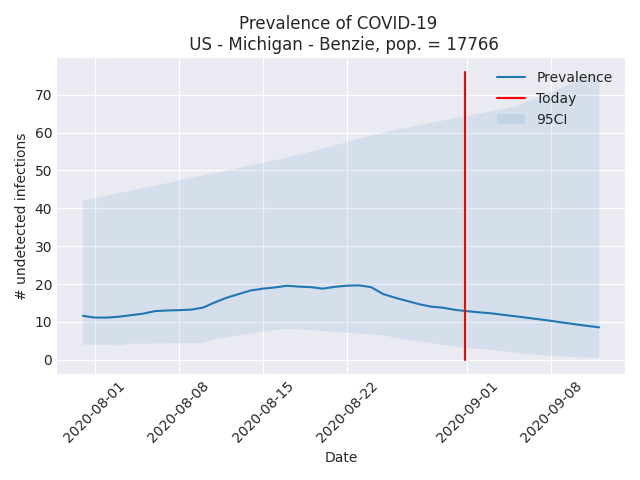 Prevalence of COVID-19
US - Michigan - Benzie, pop. = 17766
Prevalence
Today
95CI
# undetected infections
70
60
50
40
30
20
10
0
2020-08-01
2020-08-08
2020-08-15
2020-08-22
2020-09-01
2020-09-08
Date